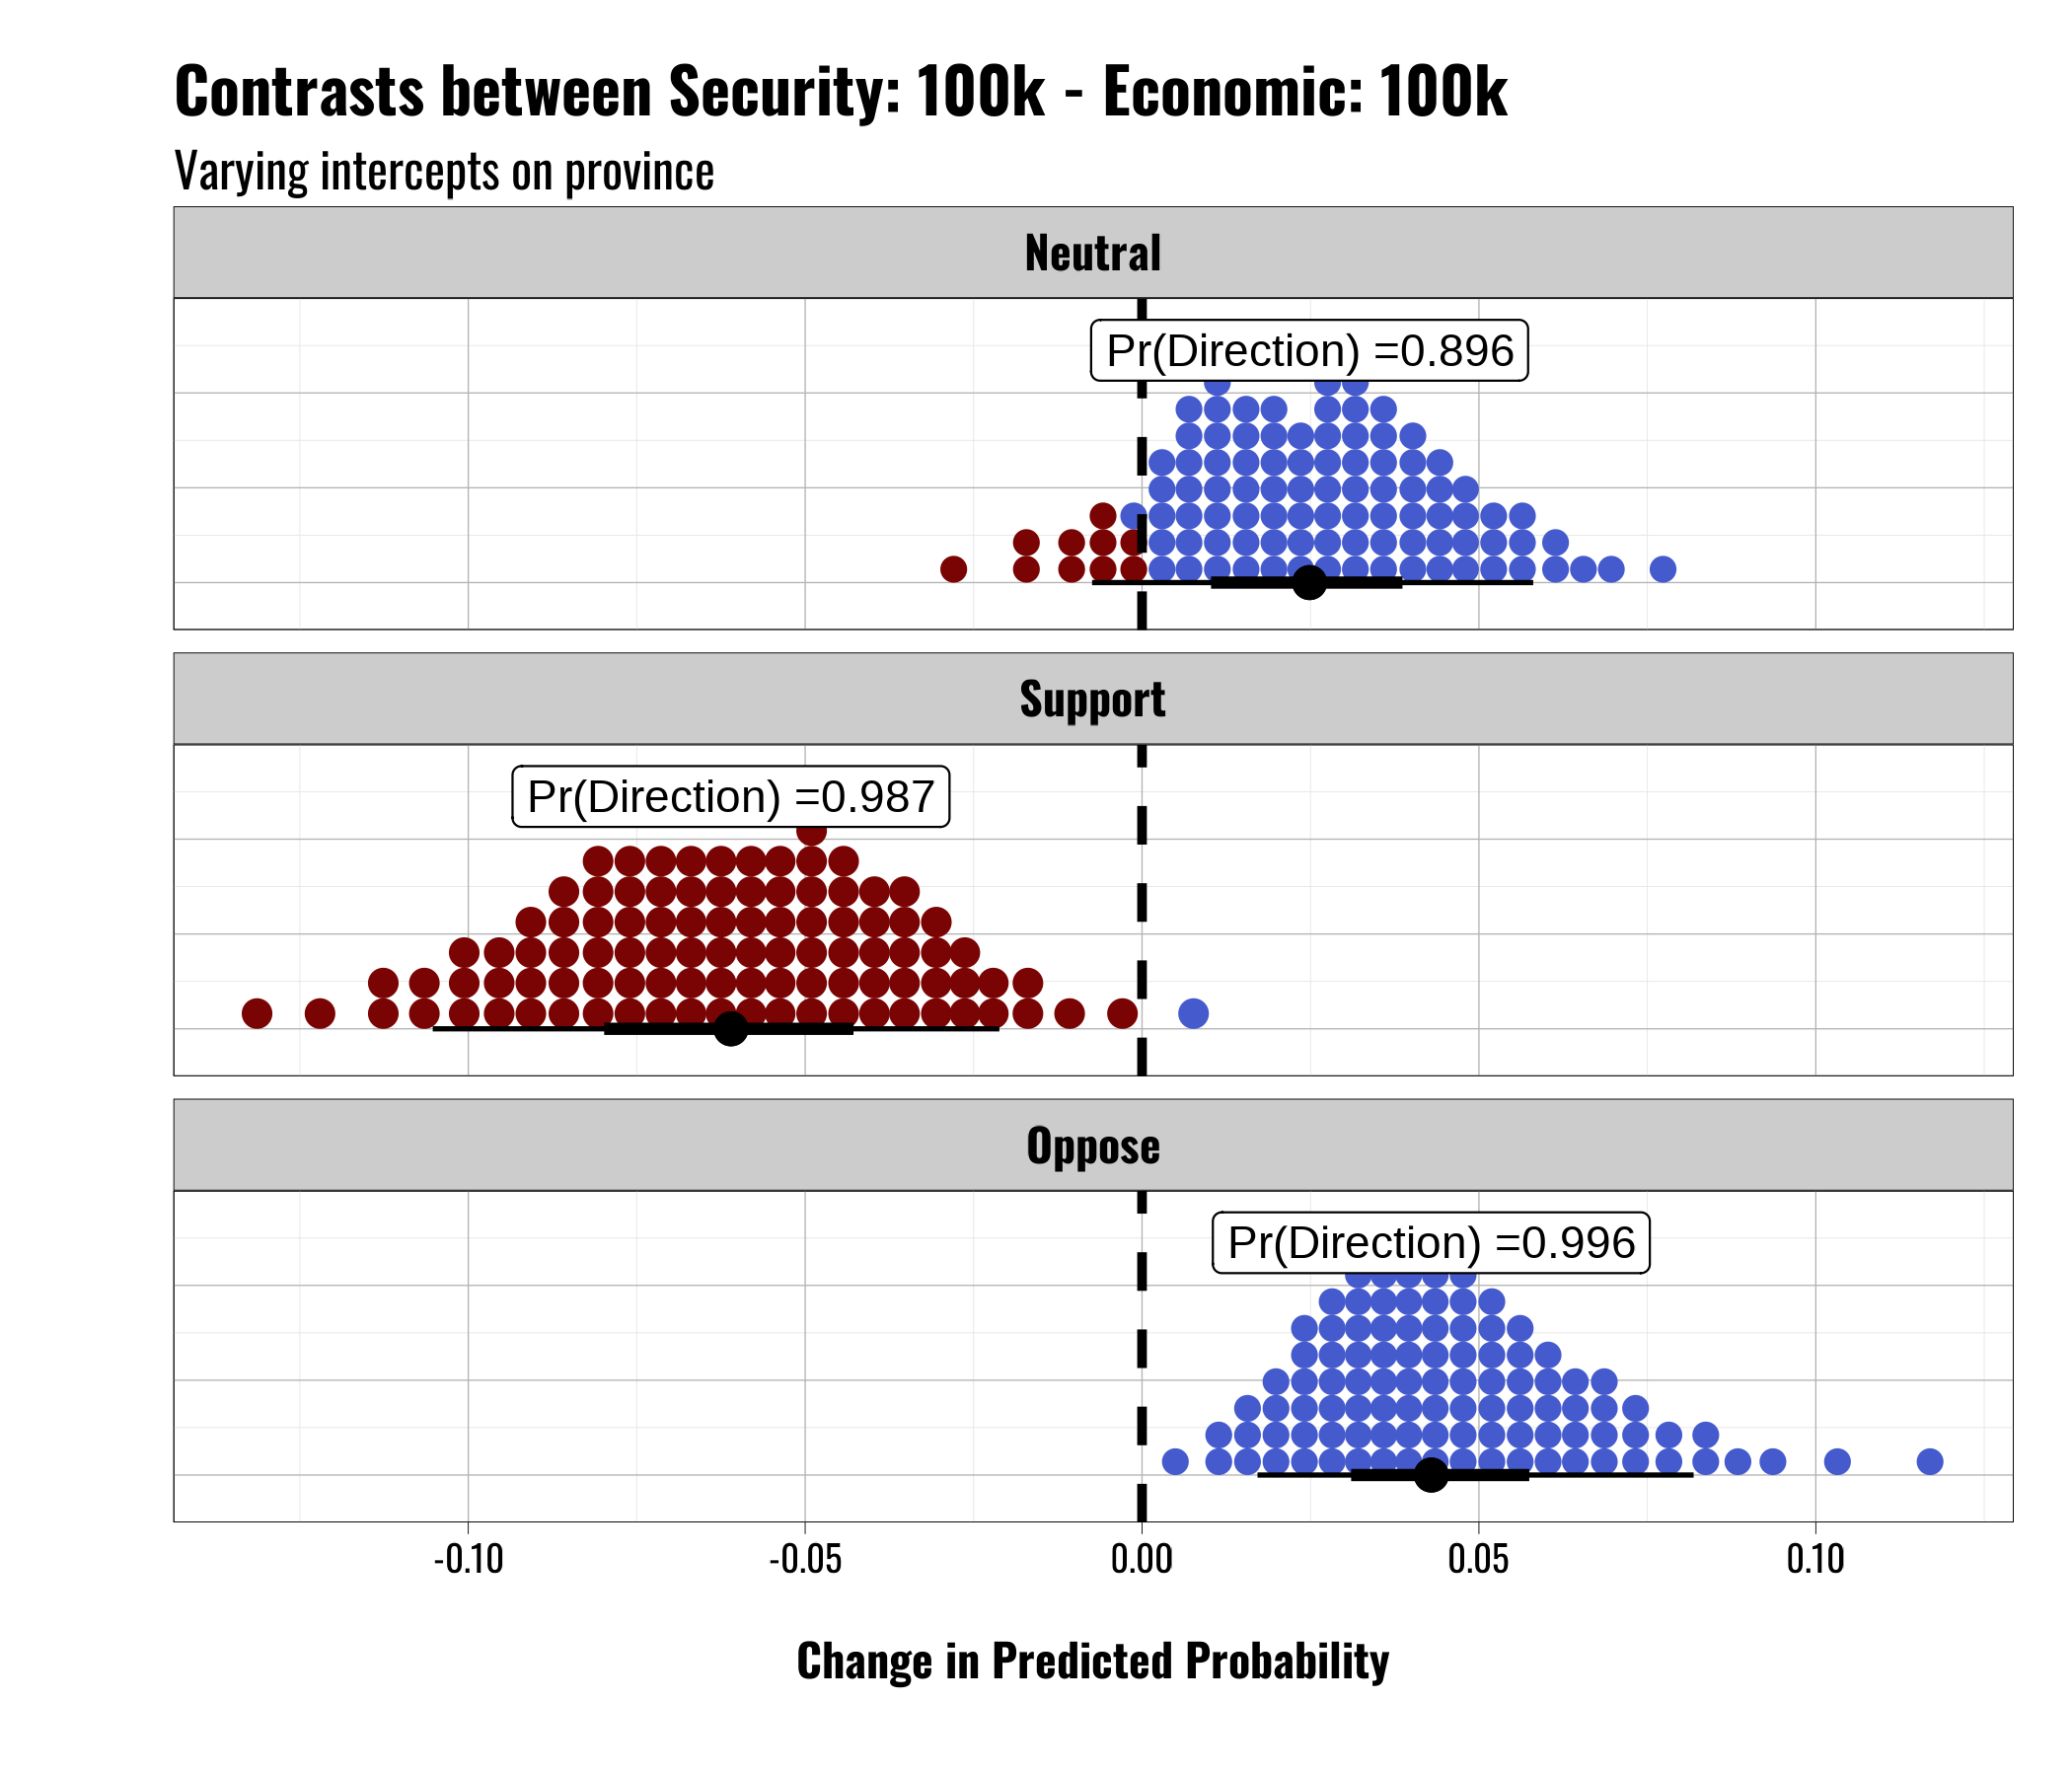 Contrasts between Security: 100k - Economic: 100k
Varying intercepts on province
Neutral
Pr(Direction) =0.896
Support
Pr(Direction) =0.987
Oppose
Pr(Direction) =0.996
-0.10 -0.05 0.00 0.05 0.10
Change in Predicted Probability